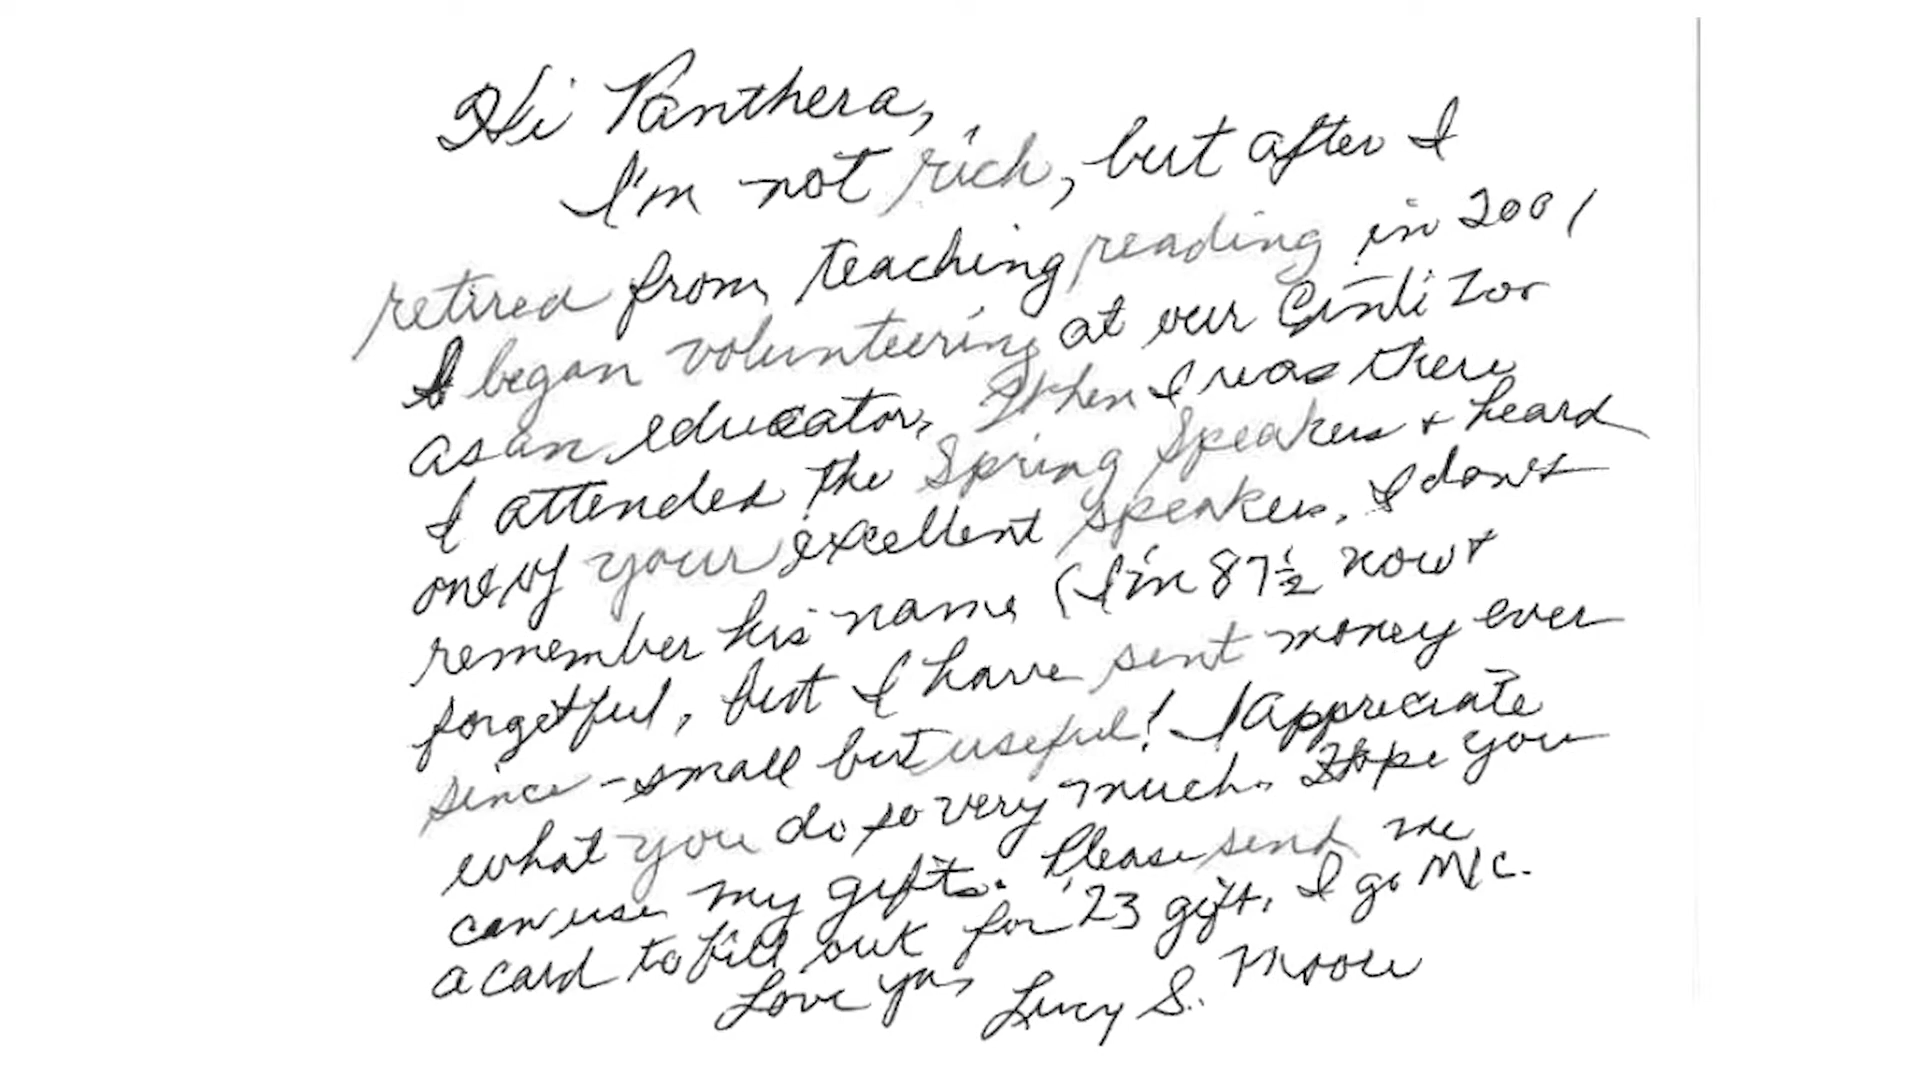 Hi Panthera,
I'm not rich, but after I
retired from teaching reading in 2001
I began volunteering at our Cinti Zoo
as an educator. When I was there
I attended the Spring Speakers + heard
one of your excellent speakers. I don't
remember his name (I'm 87½ now +
forgetful, but I have sent money ever
since - small but useful! I appreciate
what you do so very much. Hope you
can use my gifts. Please send me
a card to fill out for '23 gift. I go M/C.
Love ya, Lucy S. Moore